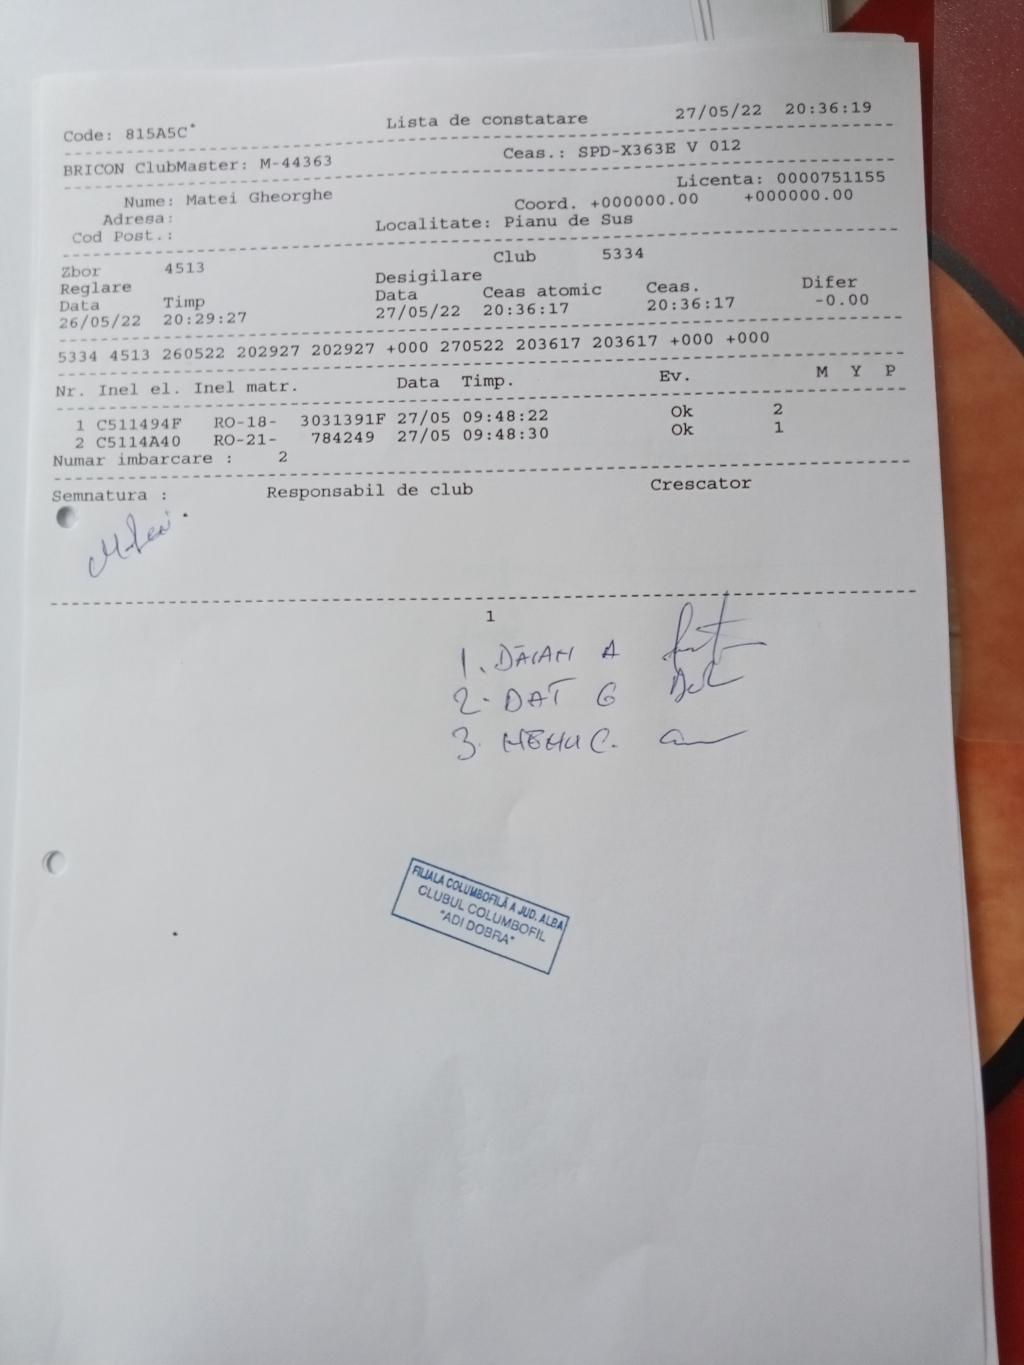 Code: 815A5C* Lista de constatare 27/05/22 20:36:19
BRICON ClubMaster: M-44363 Ceas.: SPD-X363E V 012
Licenta: 0000751155
Nume: Matei Gheorghe Coord. +000000.00 +000000.00
Adresa:
Cod Post.: Localitate: Pianu de Sus
Zbor 4513 Club 5334
Reglare Desigilare
Data Timp Data Ceas atomic Ceas. Difer
26/05/22 20:29:27 27/05/22 20:36:17 20:36:17 -0.00
5334 4513 260522 202927 202927 +000 270522 203617 203617 +000 +000
Nr. Inel el. Inel matr. Data Timp. Ev. M Y P
1 C511494F RO-18- 3031391F 27/05 09:48:22 Ok 2
2 C5114A40 RO-21- 784249 27/05 09:48:30 Ok 1
Numar imbarcare : 2
Semnatura : Responsabil de club Crescator
1
1. DĂIAN A
2. DAT G
3.
FILIALA COLUMBOFILĂ A JUD. ALBA
CLUBUL COLUMBOFIL
"ADI DOBRA"